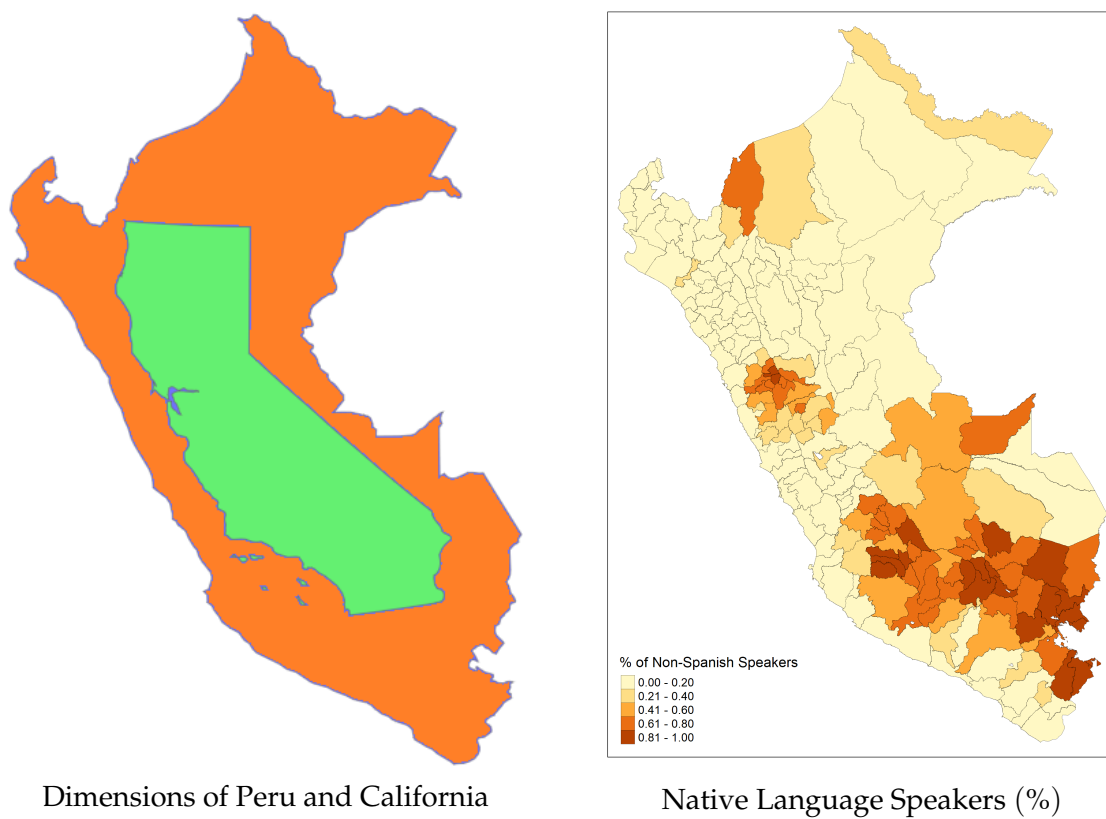 % of Non-Spanish Speakers
0.00 - 0.20
0.21 - 0.40
0.41 - 0.60
0.61 - 0.80
0.81 - 1.00
Dimensions of Peru and California
Native Language Speakers (%)